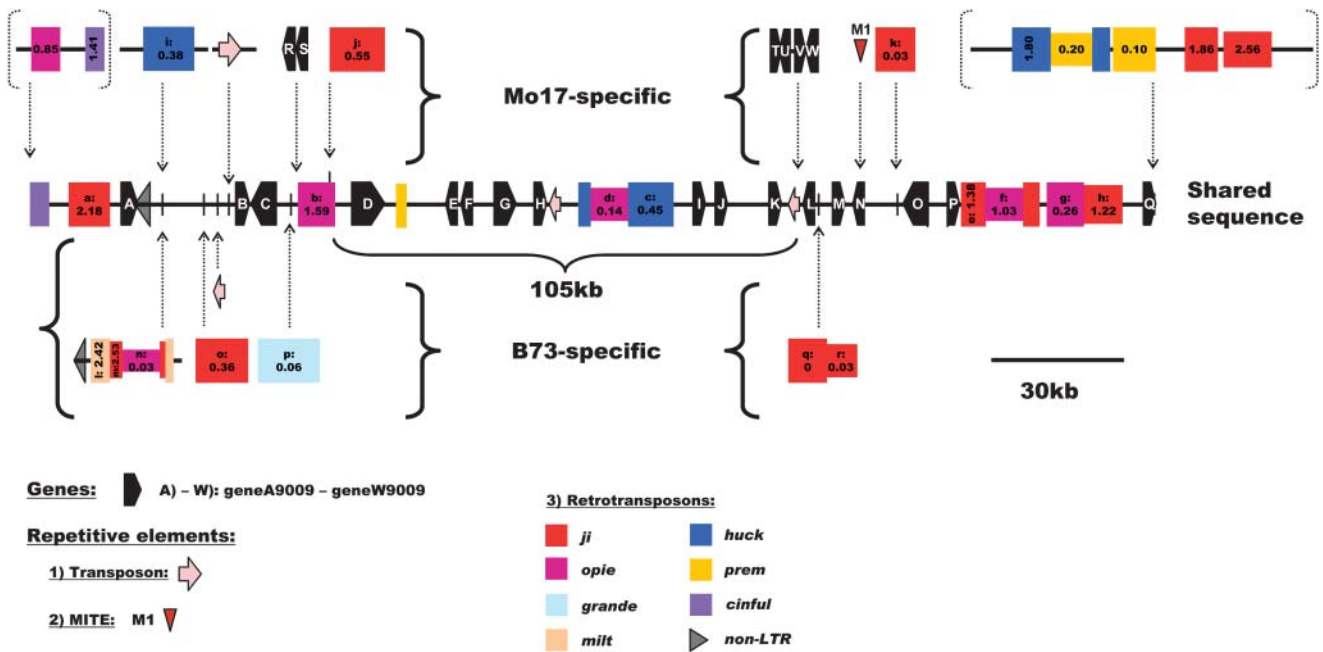 0.85
1.41
i:
0.38
R S
j:
0.55
Mo17-specific
TU-VW
M1
k:
0.03
1.80
0.20
0.10
1.86
2.56
a:
2.18
A
B
C
b:
1.59
D
E
F
G
H
d:
0.14
c:
0.45
I
J
K
L
M
N
O
P
e: 1.38
f:
1.03
g:
0.26
h:
1.22
Q
Shared
sequence
105kb
l: 2.42
m:2.53
n:
0.03
o:
0.36
p:
0.06
B73-specific
q:
0
r:
0.03
30kb
Genes: A) – W): geneA9009 – geneW9009
Repetitive elements:
1) Transposon:
2) MITE: M1
3) Retrotransposons:
ji
huck
opie
prem
grande
cinful
milt
non-LTR